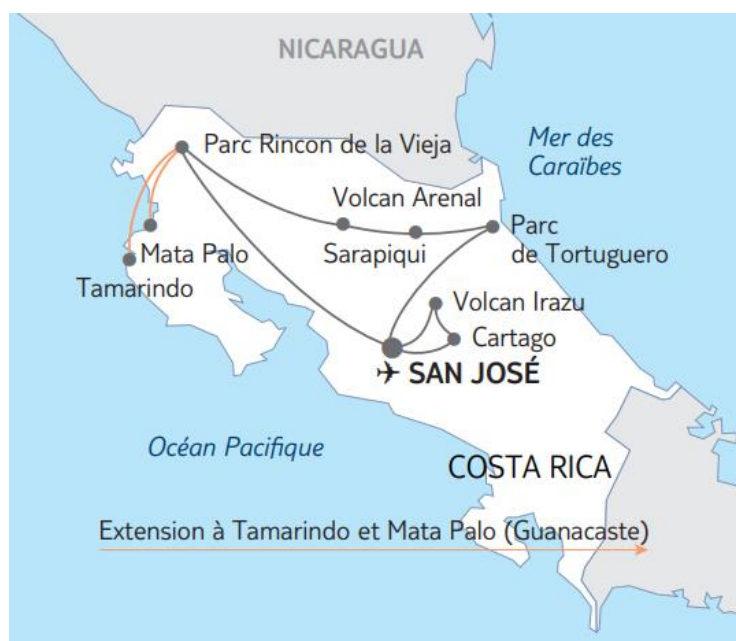 NICARAGUA
Mer des
Caraïbes
Parc Rincon de la Vieja
Volcan Arenal
Parc
de Tortuguero
Sarapiqui
Mata Palo
Tamarindo
Volcan Irazu
Cartago
SAN JOSÉ
Océan Pacifique
COSTA RICA
Extension à Tamarindo et Mata Palo (Guanacaste)